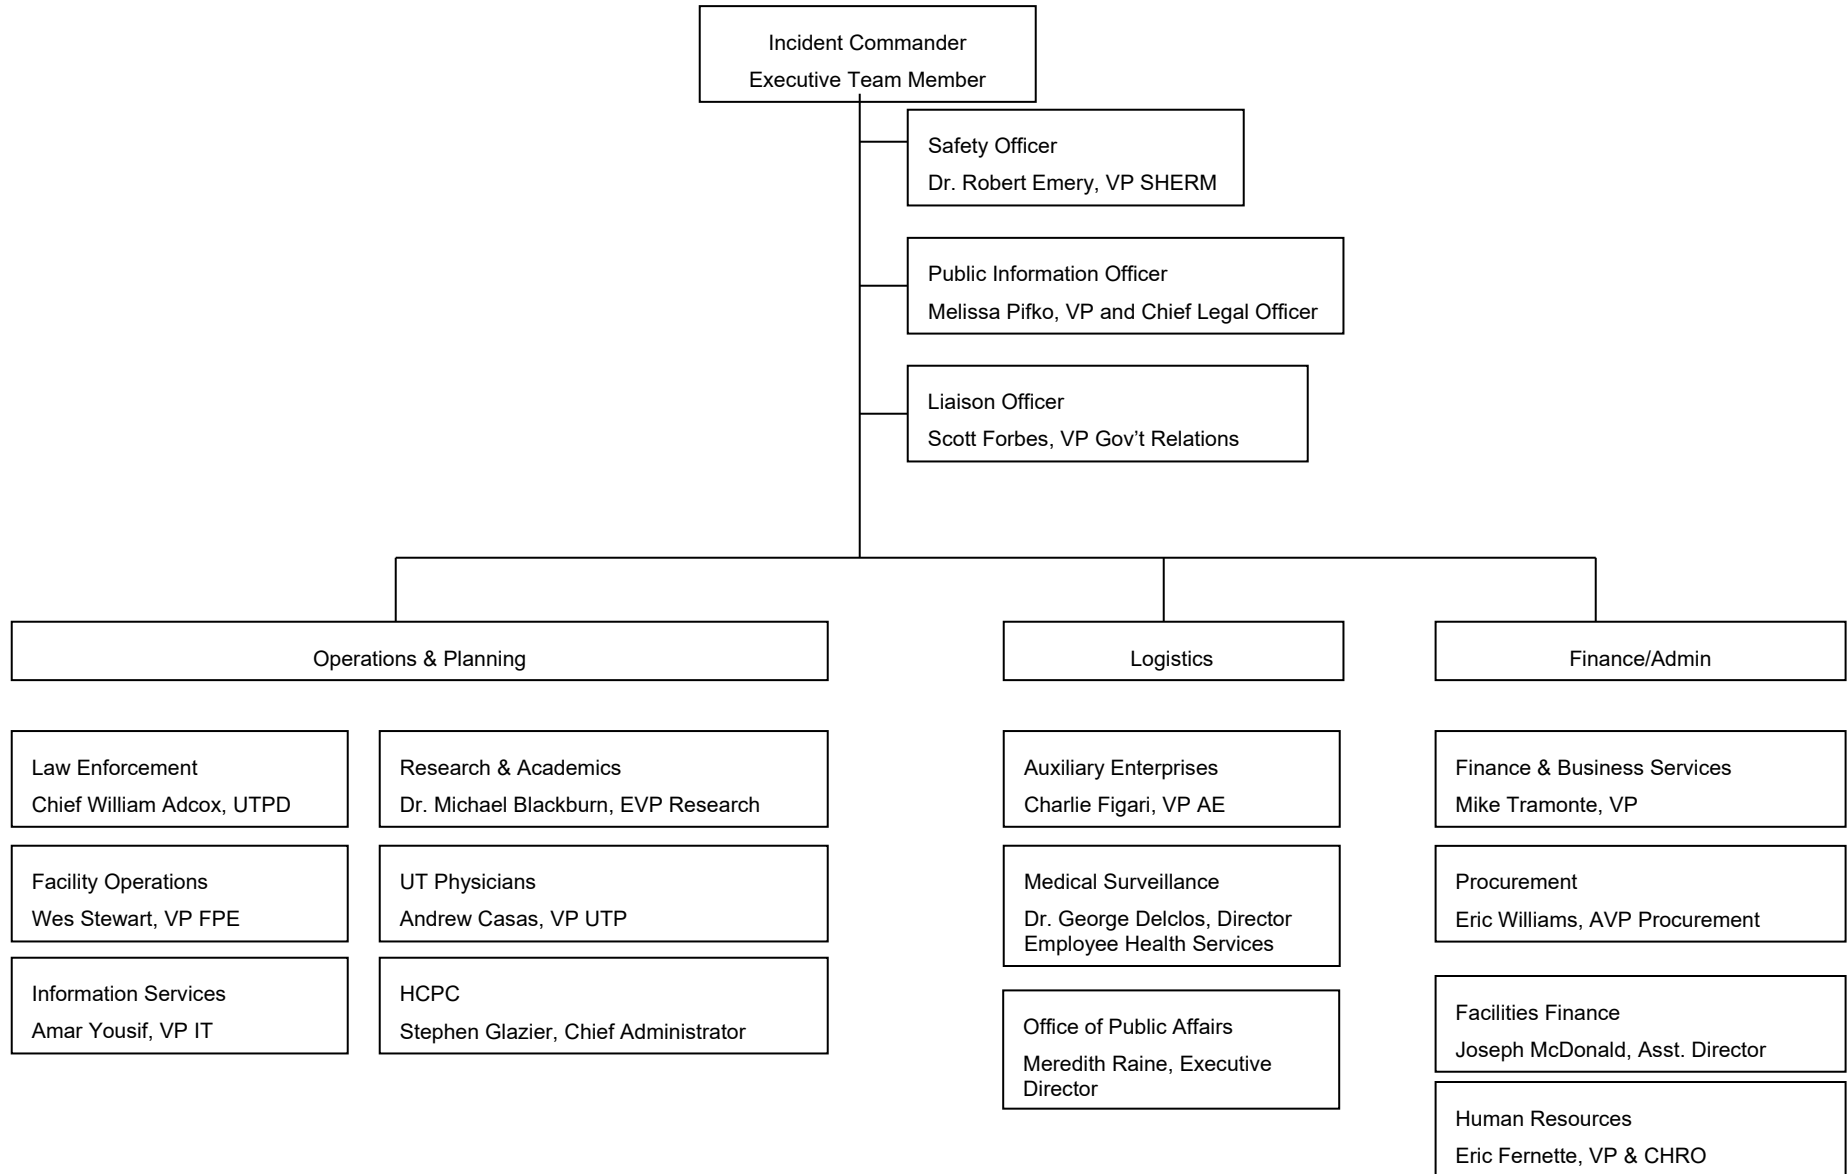 Incident Commander
Executive Team Member
Safety Officer
Dr. Robert Emery, VP SHERM
Public Information Officer
Melissa Pifko, VP and Chief Legal Officer
Liaison Officer
Scott Forbes, VP Gov’t Relations
Operations & Planning
Law Enforcement
Chief William Adcox, UTPD
Facility Operations
Wes Stewart, VP FPE
Information Services
Amar Yousif, VP IT
Research & Academics
Dr. Michael Blackburn, EVP Research
UT Physicians
Andrew Casas, VP UTP
HCPC
Stephen Glazier, Chief Administrator
Logistics
Auxiliary Enterprises
Charlie Figari, VP AE
Medical Surveillance
Dr. George Delclos, Director
Employee Health Services
Office of Public Affairs
Meredith Raine, Executive
Director
Finance/Admin
Finance & Business Services
Mike Tramonte, VP
Procurement
Eric Williams, AVP Procurement
Facilities Finance
Joseph McDonald, Asst. Director
Human Resources
Eric Fernette, VP & CHRO